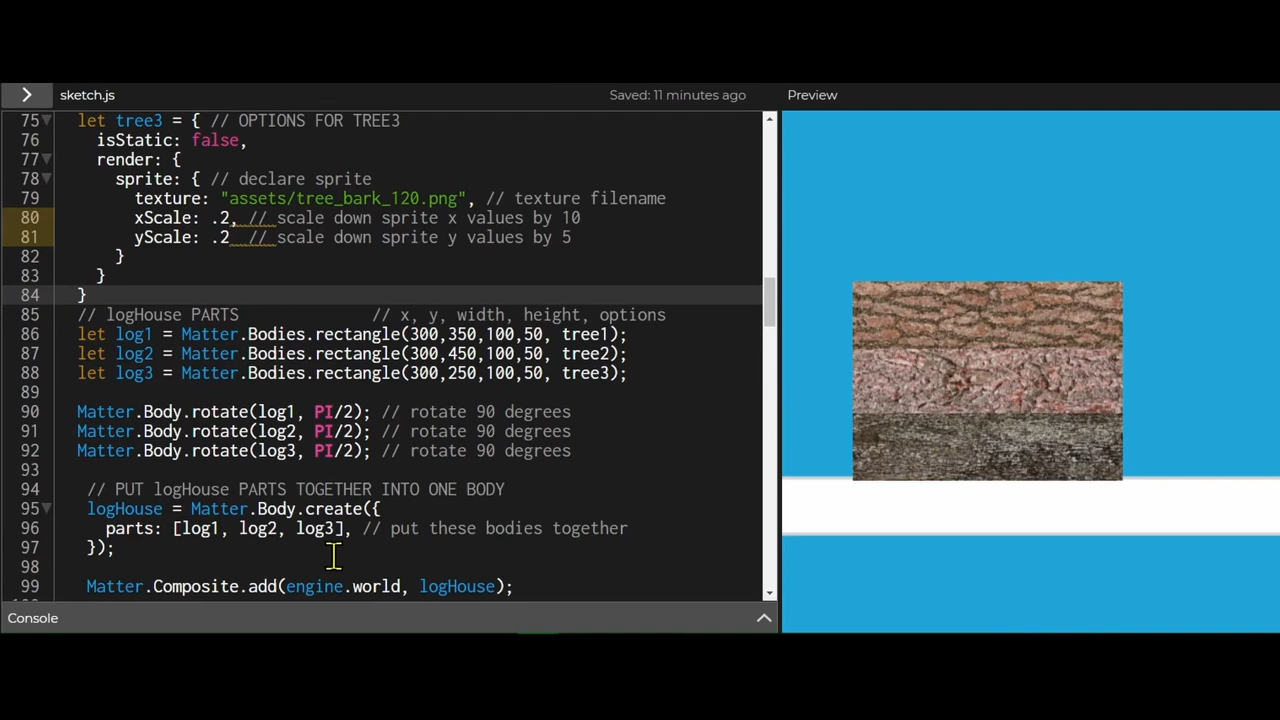 sketch.js
Saved: 11 minutes ago
Preview
75 let tree3 = { // OPTIONS FOR TREE3
76 isStatic: false,
77 render: {
78 sprite: { // declare sprite
79 texture: "assets/tree_bark_120.png", // texture filename
80 xScale: .2, // scale down sprite x values by 10
81 yScale: .2 // scale down sprite y values by 5
82 }
83 }
84 }
85 // logHouse PARTS // x, y, width, height, options
86 let log1 = Matter.Bodies.rectangle(300,350,100,50, tree1);
87 let log2 = Matter.Bodies.rectangle(300,450,100,50, tree2);
88 let log3 = Matter.Bodies.rectangle(300,250,100,50, tree3);
89
90 Matter.Body.rotate(log1, PI/2); // rotate 90 degrees
91 Matter.Body.rotate(log2, PI/2); // rotate 90 degrees
92 Matter.Body.rotate(log3, PI/2); // rotate 90 degrees
93
94 // PUT logHouse PARTS TOGETHER INTO ONE BODY
95 logHouse = Matter.Body.create({
96 parts: [log1, log2, log3], // put these bodies together
97 });
98
99 Matter.Composite.add(engine.world, logHouse);
Console